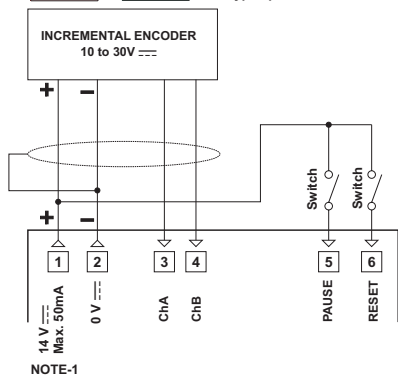 INCREMENTAL ENCODER
10 to 30V
+ −
Switch
Switch
+ −
1 2 3 4 5 6
14 V
Max. 50mA
0 V
ChA
ChB
PAUSE
RESET
NOTE-1